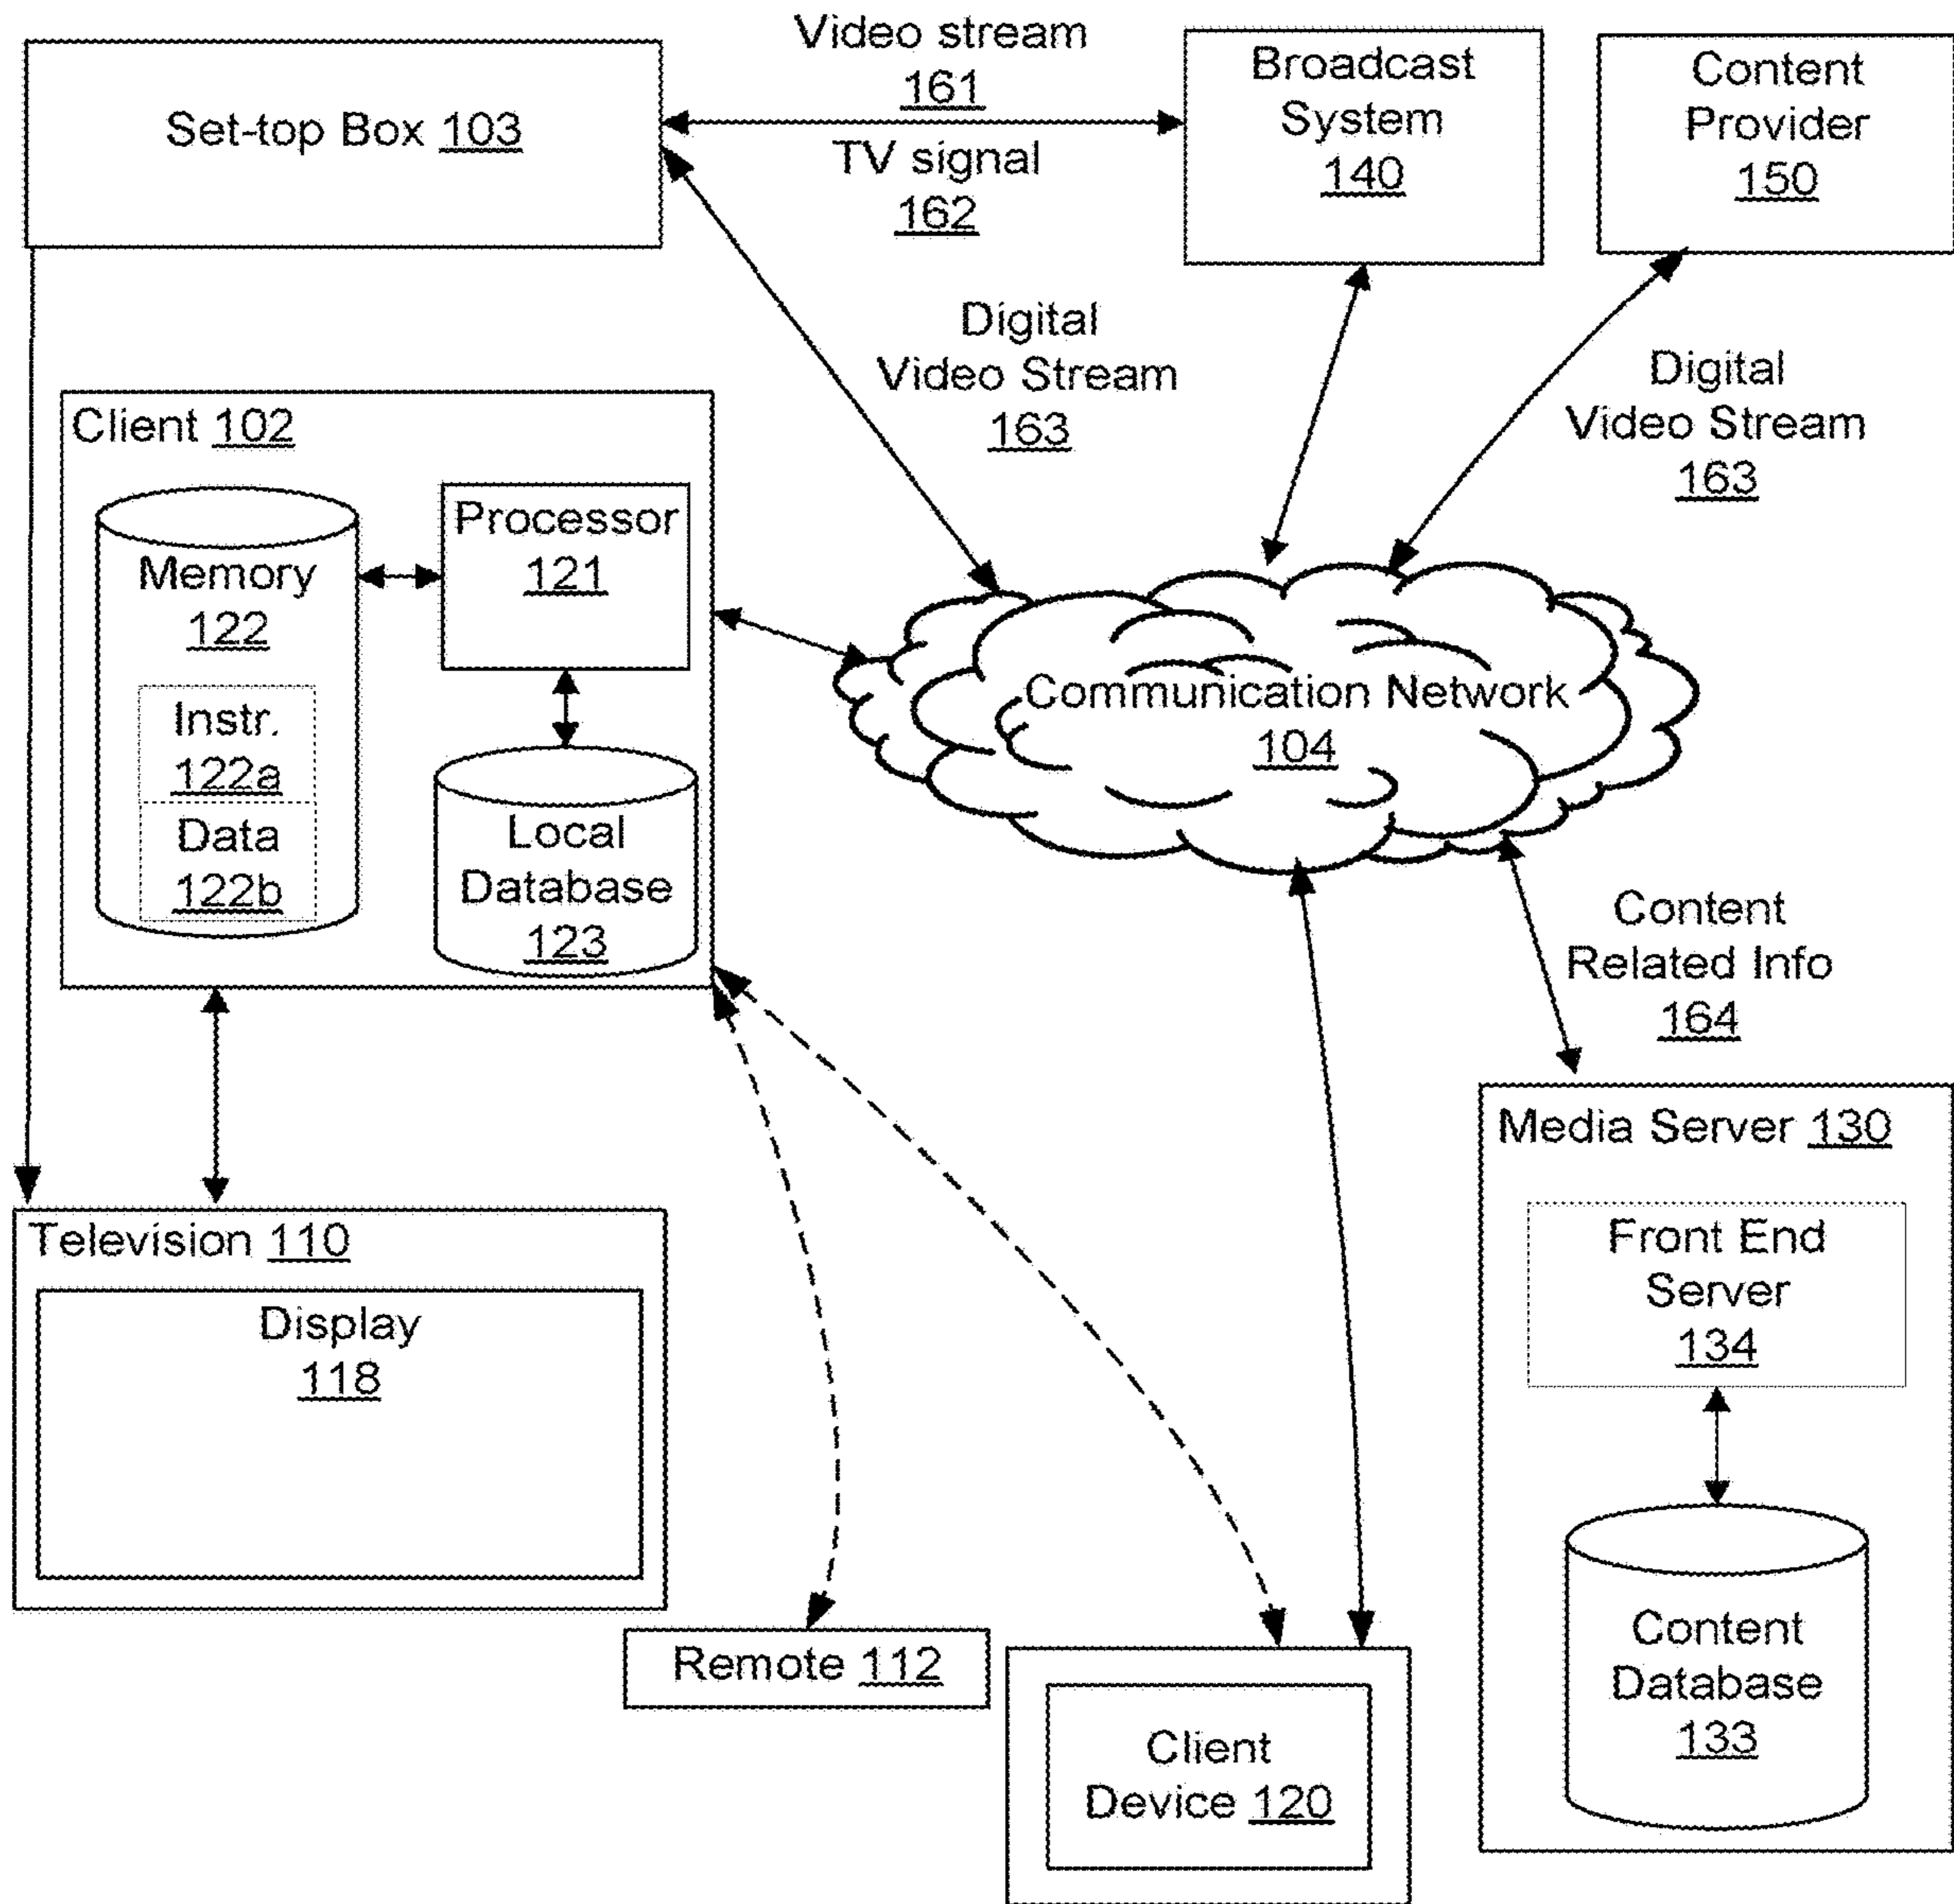 Video stream
161
TV signal
162
Set-top Box 103
Broadcast
System
140
Content
Provider
150
Digital
Video Stream
163
Digital
Video Stream
163
Client 102
Memory
122
Instr.
122a
Data
122b
Processor
121
Local
Database
123
Communication Network
104
Content
Related Info
164
Media Server 130
Front End
Server
134
Content
Database
133
Television 110
Display
118
Remote 112
Client
Device 120